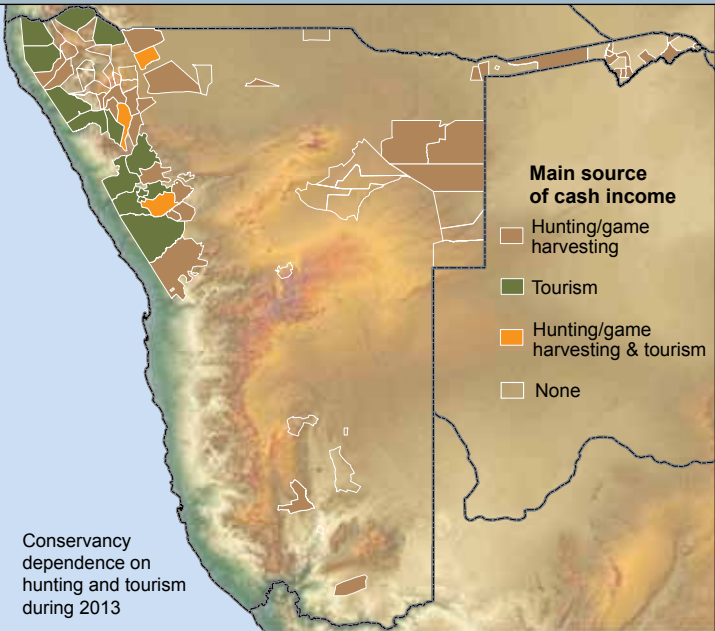 Main source
of cash income
Hunting/game
harvesting
Tourism
Hunting/game
harvesting & tourism
None
Conservancy
dependence on
hunting and tourism
during 2013